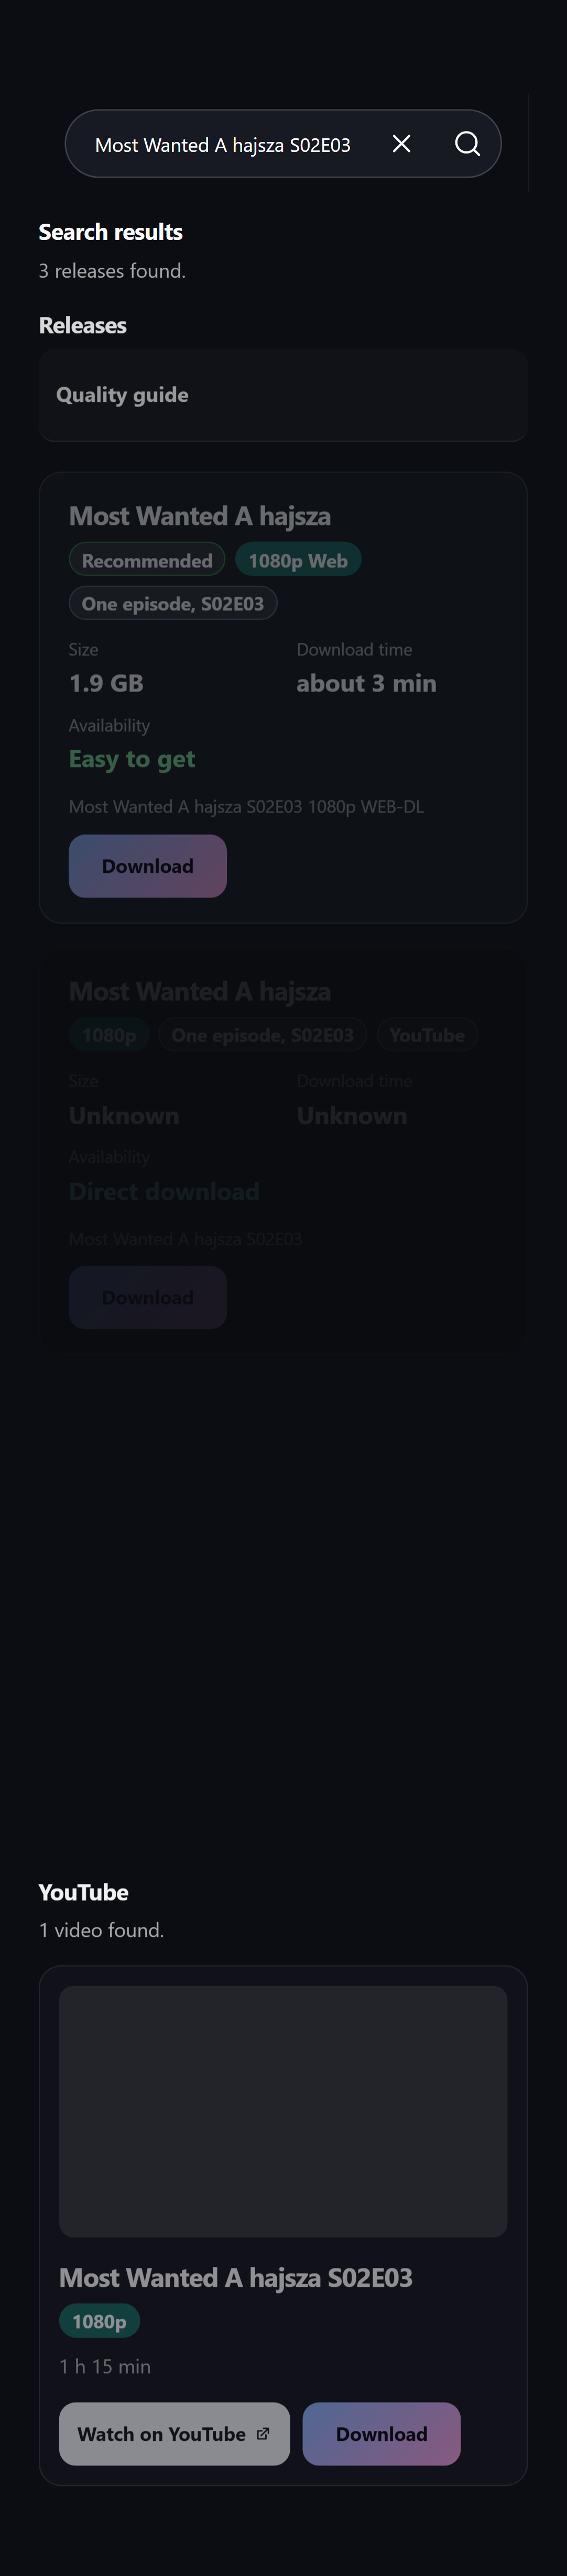 Most Wanted A hajsza S02E03
Search results
3 releases found.
Releases
Quality guide
Most Wanted A hajsza
Recommended 1080p Web
One episode, S02E03
Size Download time
1.9 GB about 3 min
Availability
Easy to get
Most Wanted A hajsza S02E03 1080p WEB-DL
Download
Most Wanted A hajsza
1080p One episode, S02E03 YouTube
Size Download time
Unknown Unknown
Availability
Direct download
Most Wanted A hajsza S02E03
Download
YouTube
1 video found.
Most Wanted A hajsza S02E03
1080p
1 h 15 min
Watch on YouTube Download